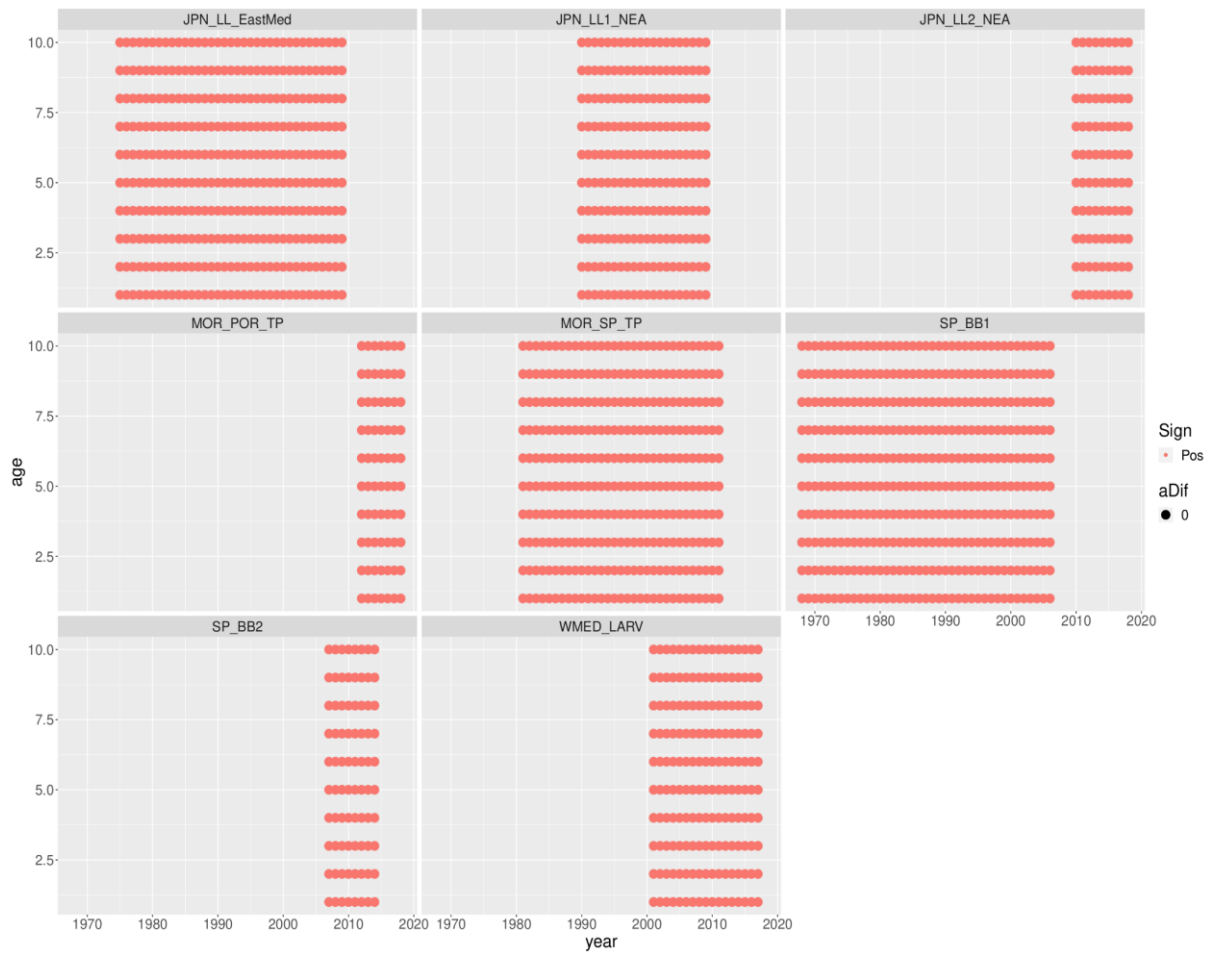 JPN_LL_EastMed JPN_LL1_NEA JPN_LL2_NEA
10.0
7.5
5.0
2.5
MOR_POR_TP MOR_SP_TP SP_BB1
10.0
7.5
5.0
2.5
age
Sign
Pos
aDif
0
1970 1980 1990 2000 2010 2020
SP_BB2 WMED_LARV
10.0
7.5
5.0
2.5
1970 1980 1990 2000 2010 2020 1970 1980 1990 2000 2010 2020
year